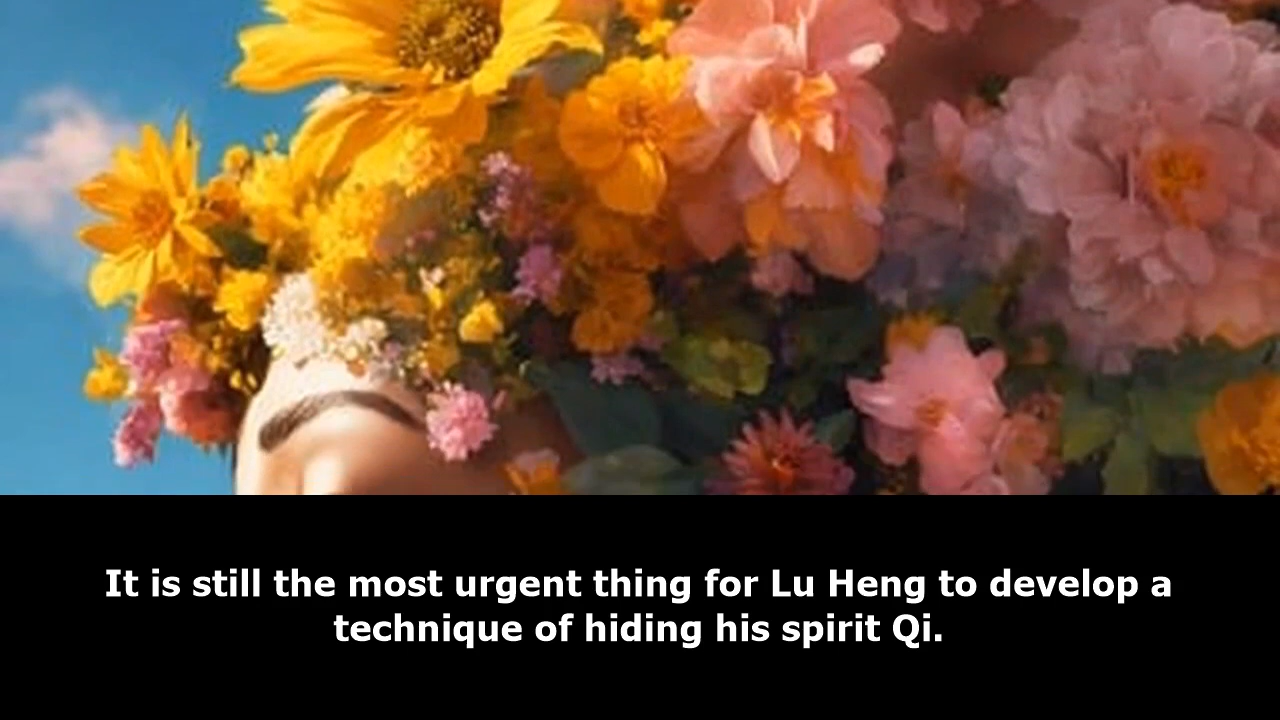 It is still the most urgent thing for Lu Heng to develop a
technique of hiding his spirit Qi.